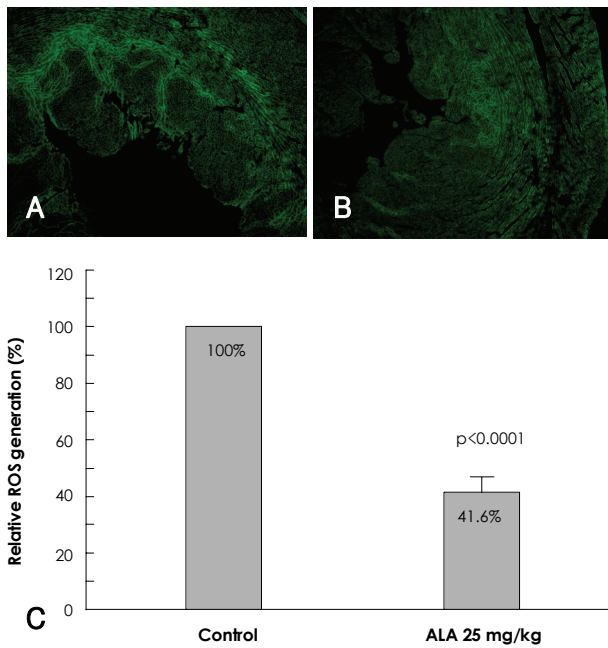 A
B
120
100
80
60
40
20
0
Relative ROS generation (%)
100%
p<0.0001
41.6%
C
Control
ALA 25 mg/kg